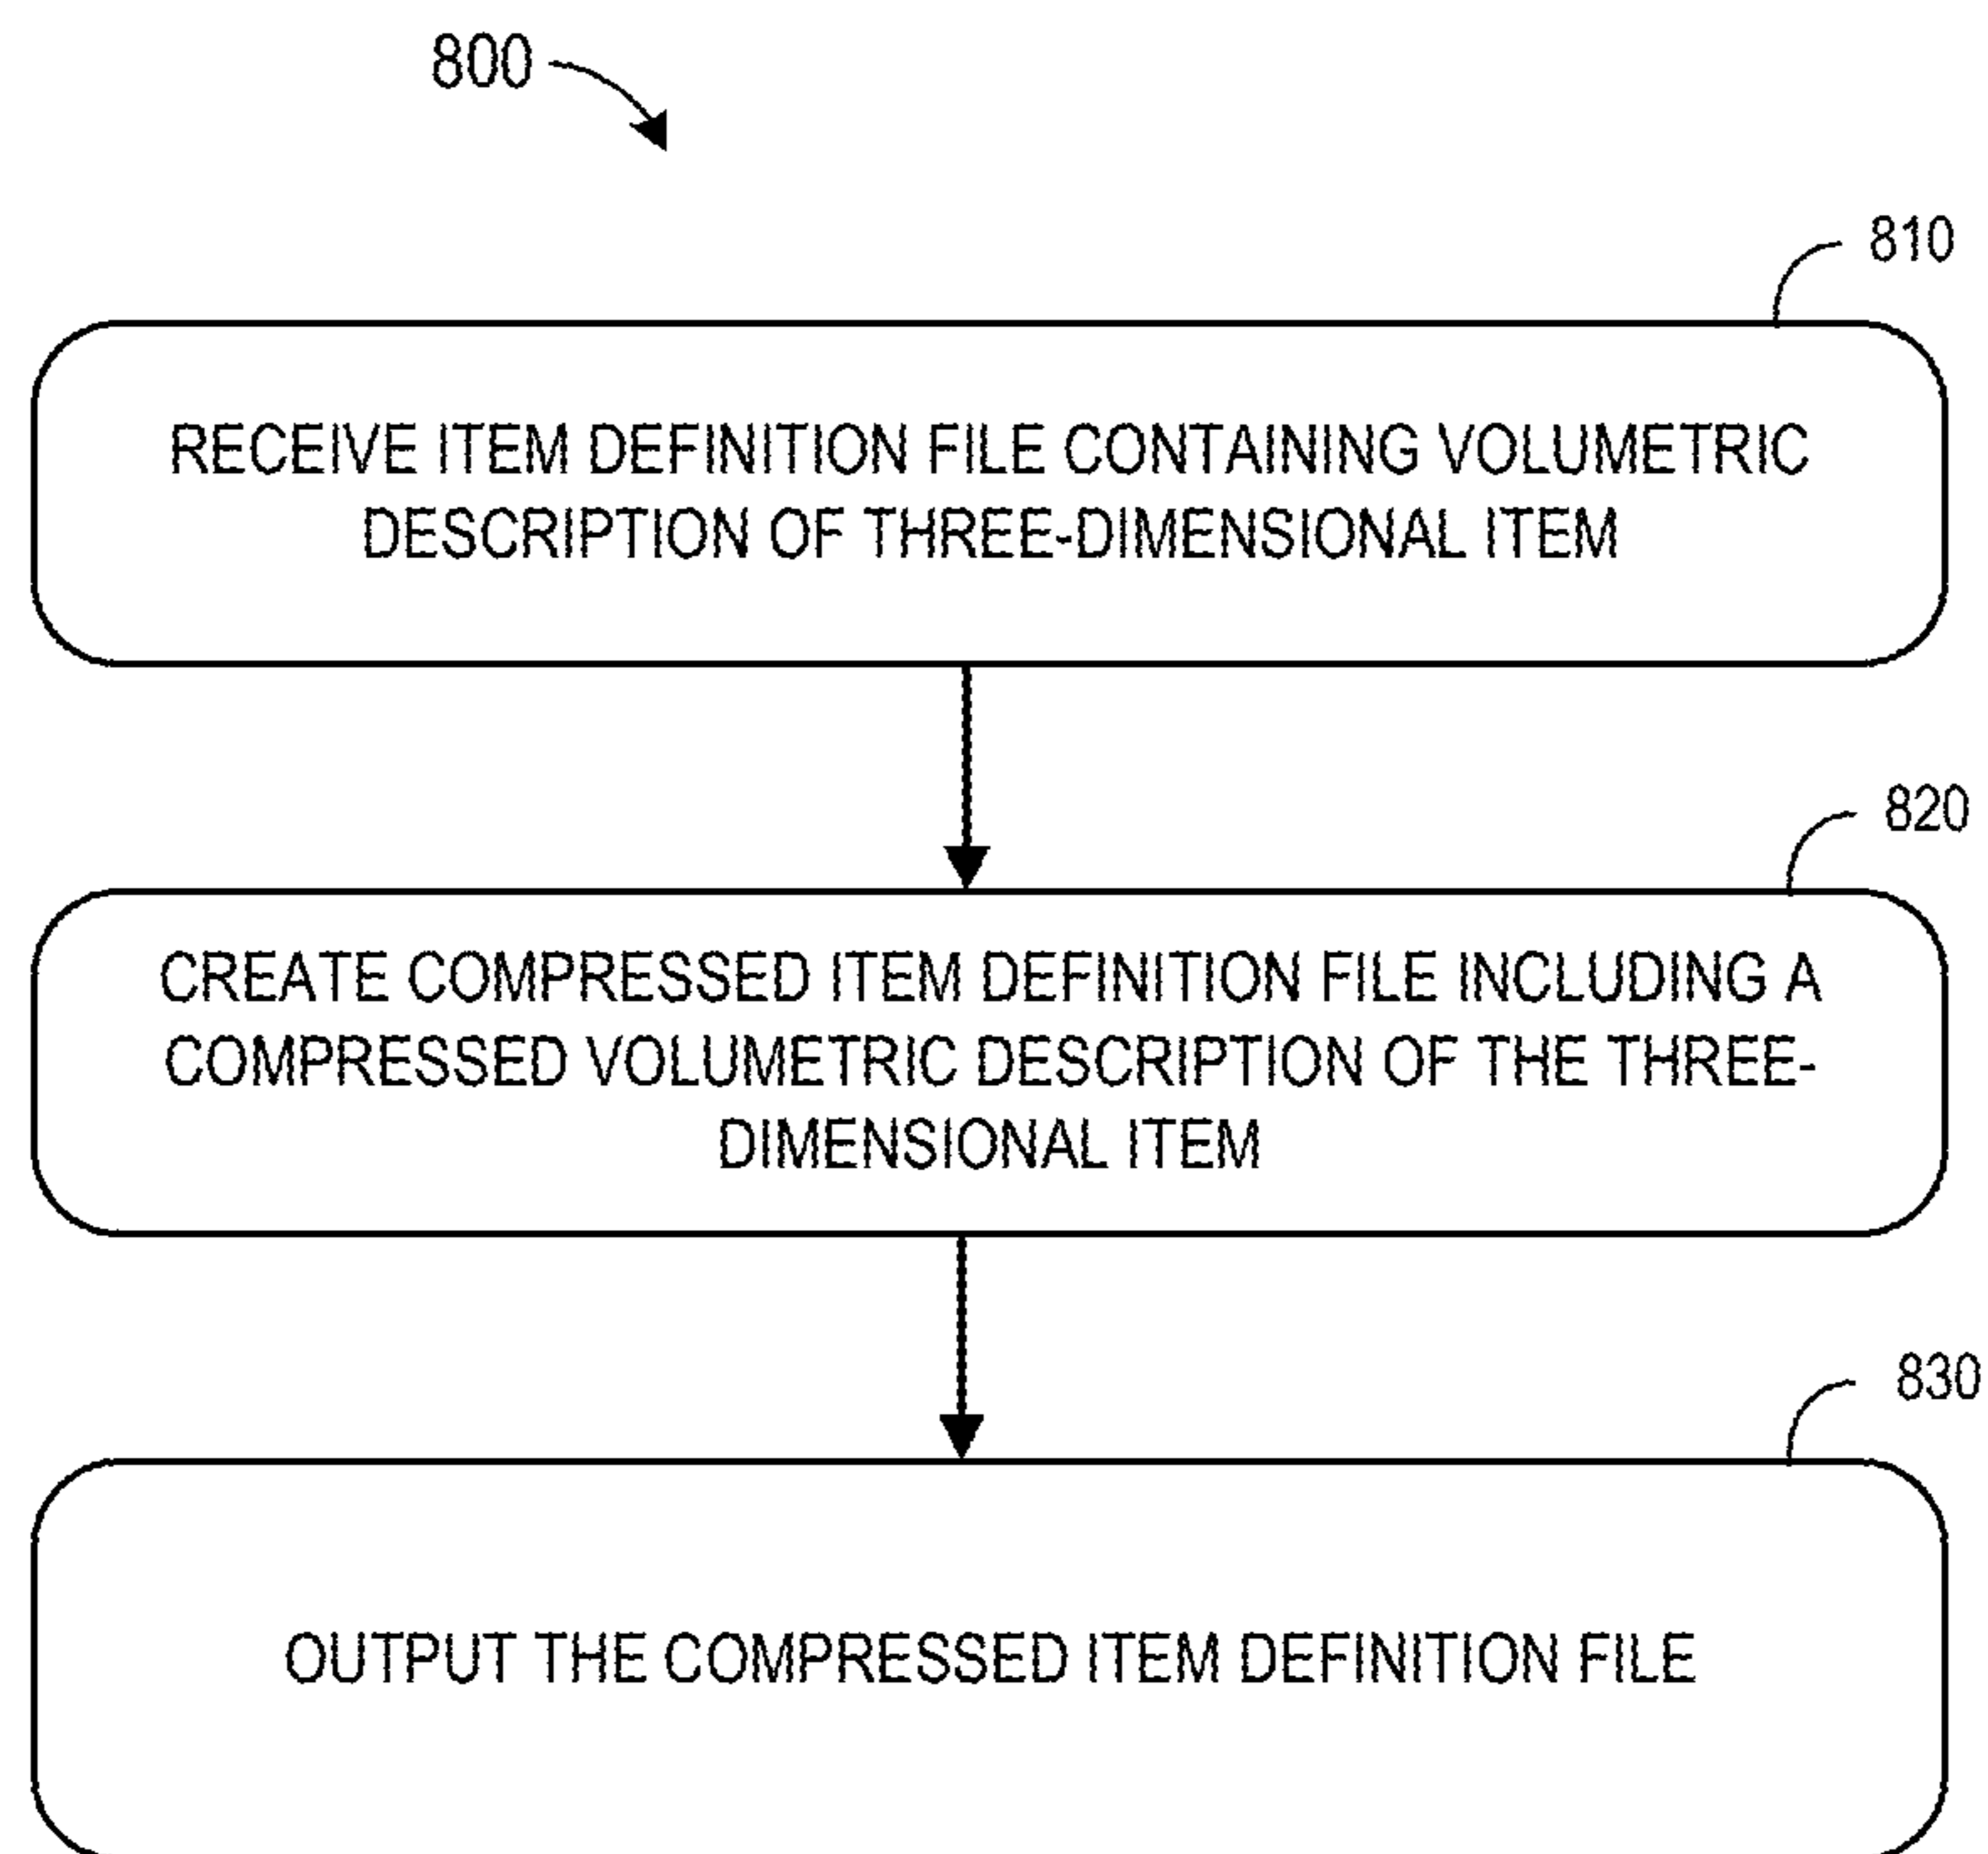 800
810
RECEIVE ITEM DEFINITION FILE CONTAINING VOLUMETRIC
DESCRIPTION OF THREE-DIMENSIONAL ITEM
820
CREATE COMPRESSED ITEM DEFINITION FILE INCLUDING A
COMPRESSED VOLUMETRIC DESCRIPTION OF THE THREE-
DIMENSIONAL ITEM
830
OUTPUT THE COMPRESSED ITEM DEFINITION FILE